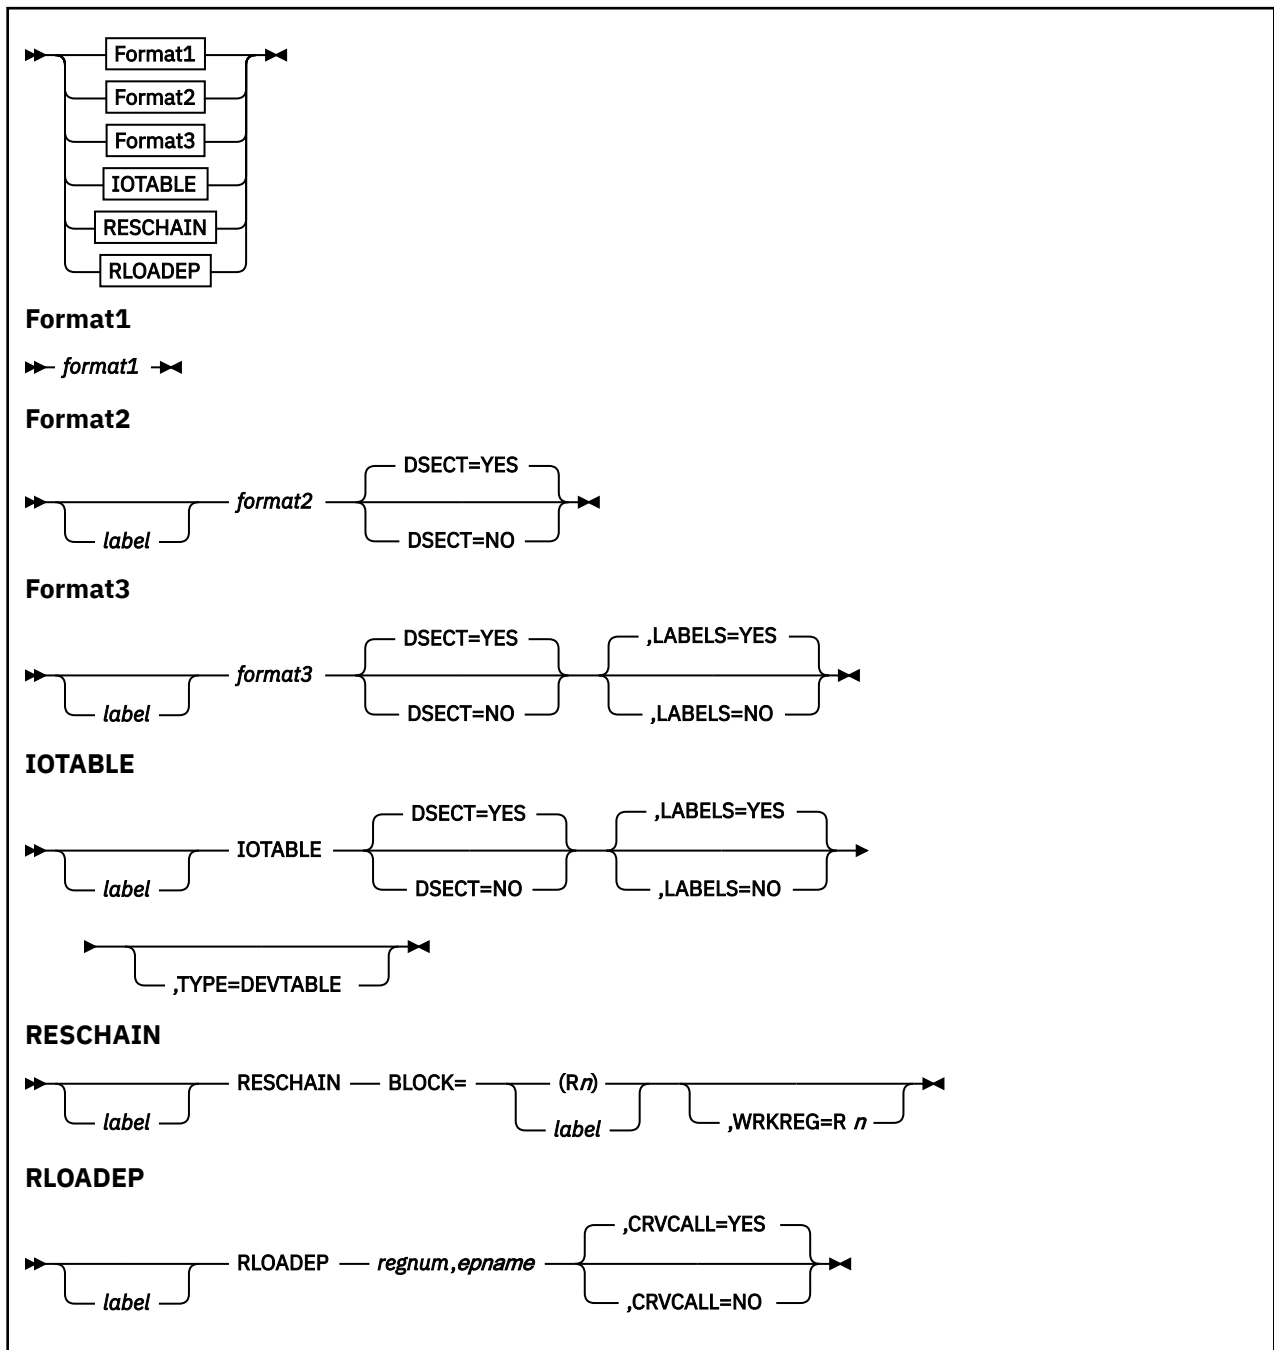 Format1
Format2
Format3
IOTABLE
RESCHAIN
RLOADEP
Format1
format1
Format2
DSECT=YES
label format2
DSECT=NO
Format3
DSECT=YES ,LABELS=YES
label format3
DSECT=NO ,LABELS=NO
IOTABLE
DSECT=YES ,LABELS=YES
label IOTABLE
DSECT=NO ,LABELS=NO
,TYPE=DEVTABLE
RESCHAIN
label RESCHAIN BLOCK= (Rn)
label ,WRKREG=R n
RLOADEP
,CRVCALL=YES
label RLOADEP regnum,epname
,CRVCALL=NO